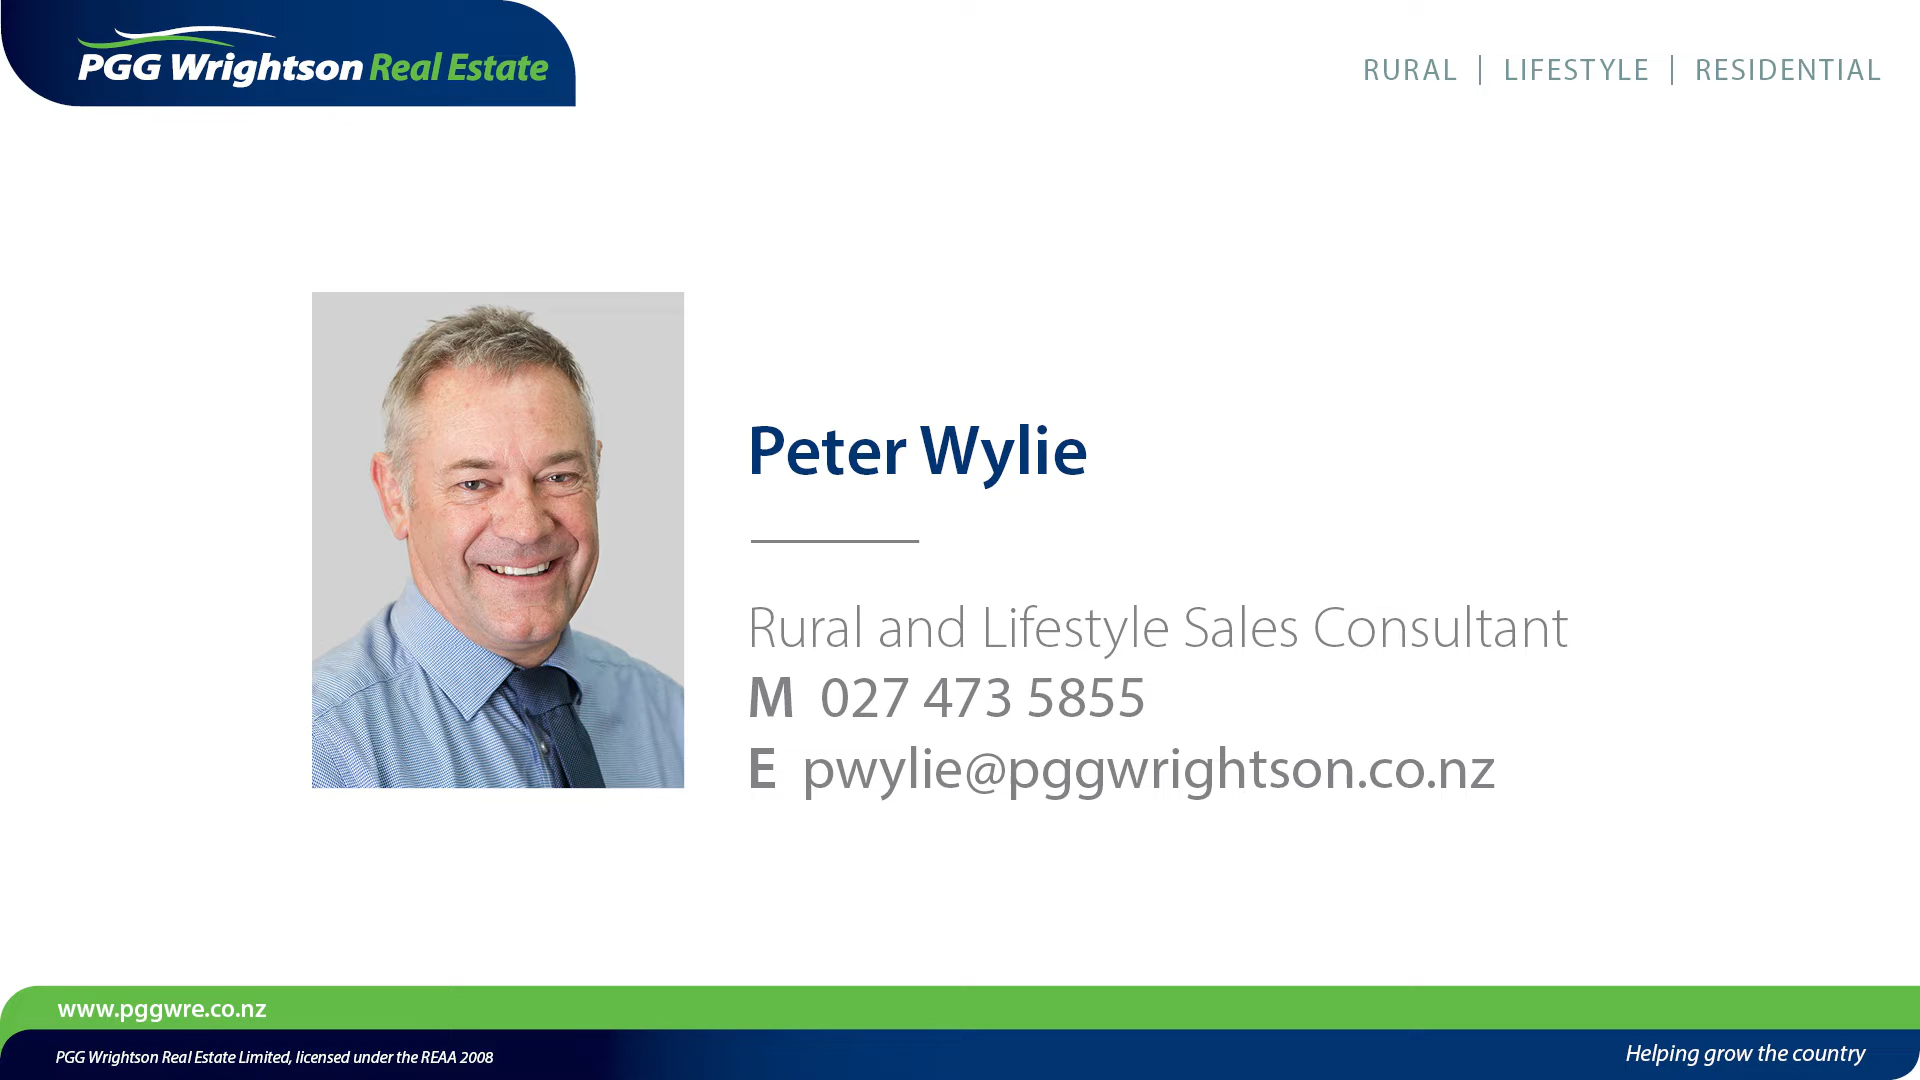 PGG Wrightson Real Estate
RURAL | LIFESTYLE | RESIDENTIAL
Peter Wylie
Rural and Lifestyle Sales Consultant
M 027 473 5855
E pwylie@pggwrightson.co.nz
www.pggwre.co.nz
PGG Wrightson Real Estate Limited, licensed under the REAA 2008
Helping grow the country